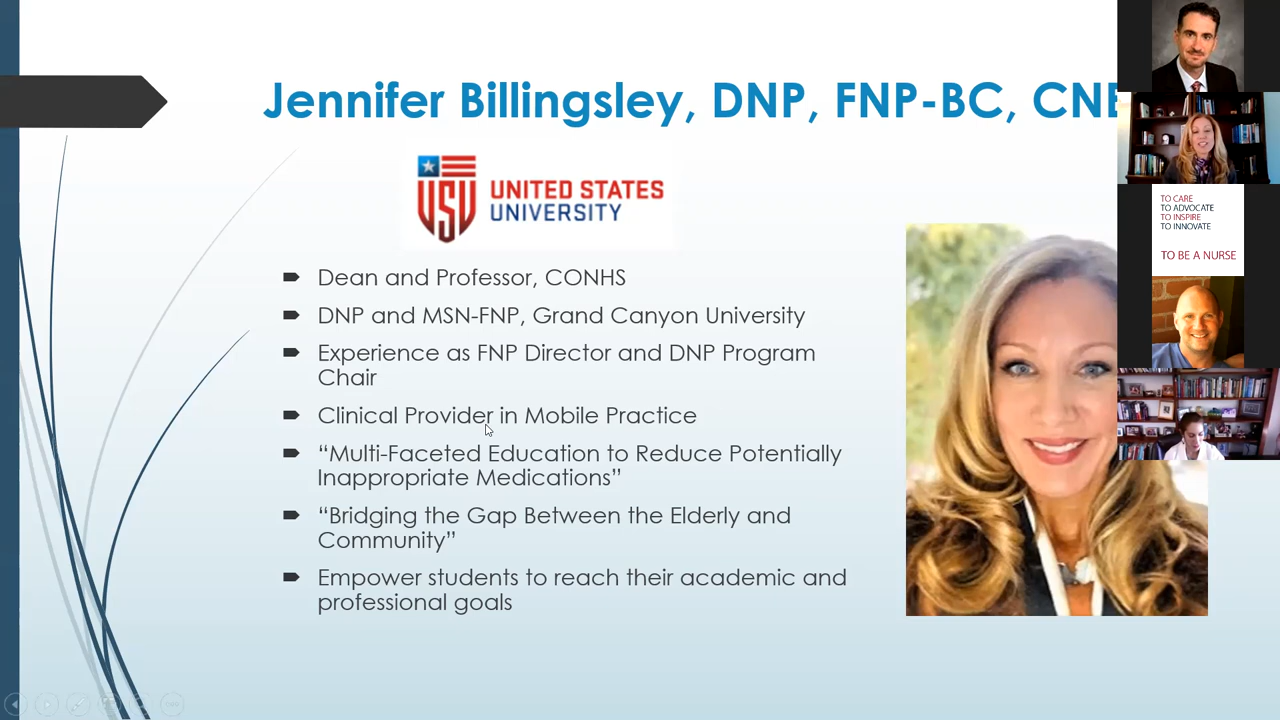 Jennifer Billingsley, DNP, FNP-BC, CNE
USU
UNITED STATES
UNIVERSITY
Dean and Professor, CONHS
DNP and MSN-FNP, Grand Canyon University
Experience as FNP Director and DNP Program
Chair
Clinical Provider in Mobile Practice
“Multi-Faceted Education to Reduce Potentially
Inappropriate Medications”
“Bridging the Gap Between the Elderly and
Community”
Empower students to reach their academic and
professional goals
TO CARE
TO ADVOCATE
TO INSPIRE
TO INNOVATE
TO BE A NURSE